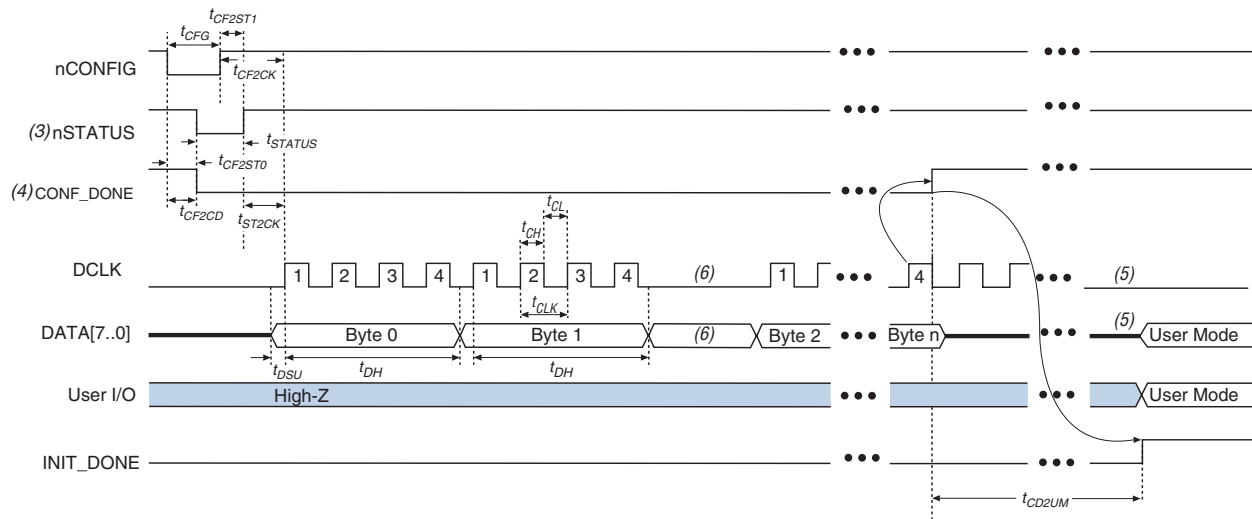 tCF2ST1
tCFG
nCONFIG
tCF2CK
(3) nSTATUS
tSTATUS
tCF2ST0
(4) CONF_DONE
tCF2CD
tST2CK
tCL
tCH
DCLK
1 2 3 4 1 2 3 4 (6) 1 4 (5)
tCLK
DATA[7..0]
Byte 0 Byte 1 (6) Byte 2 Byte n (5) User Mode
tDSU tDH tDH
User I/O High-Z User Mode
INIT_DONE
tCD2UM